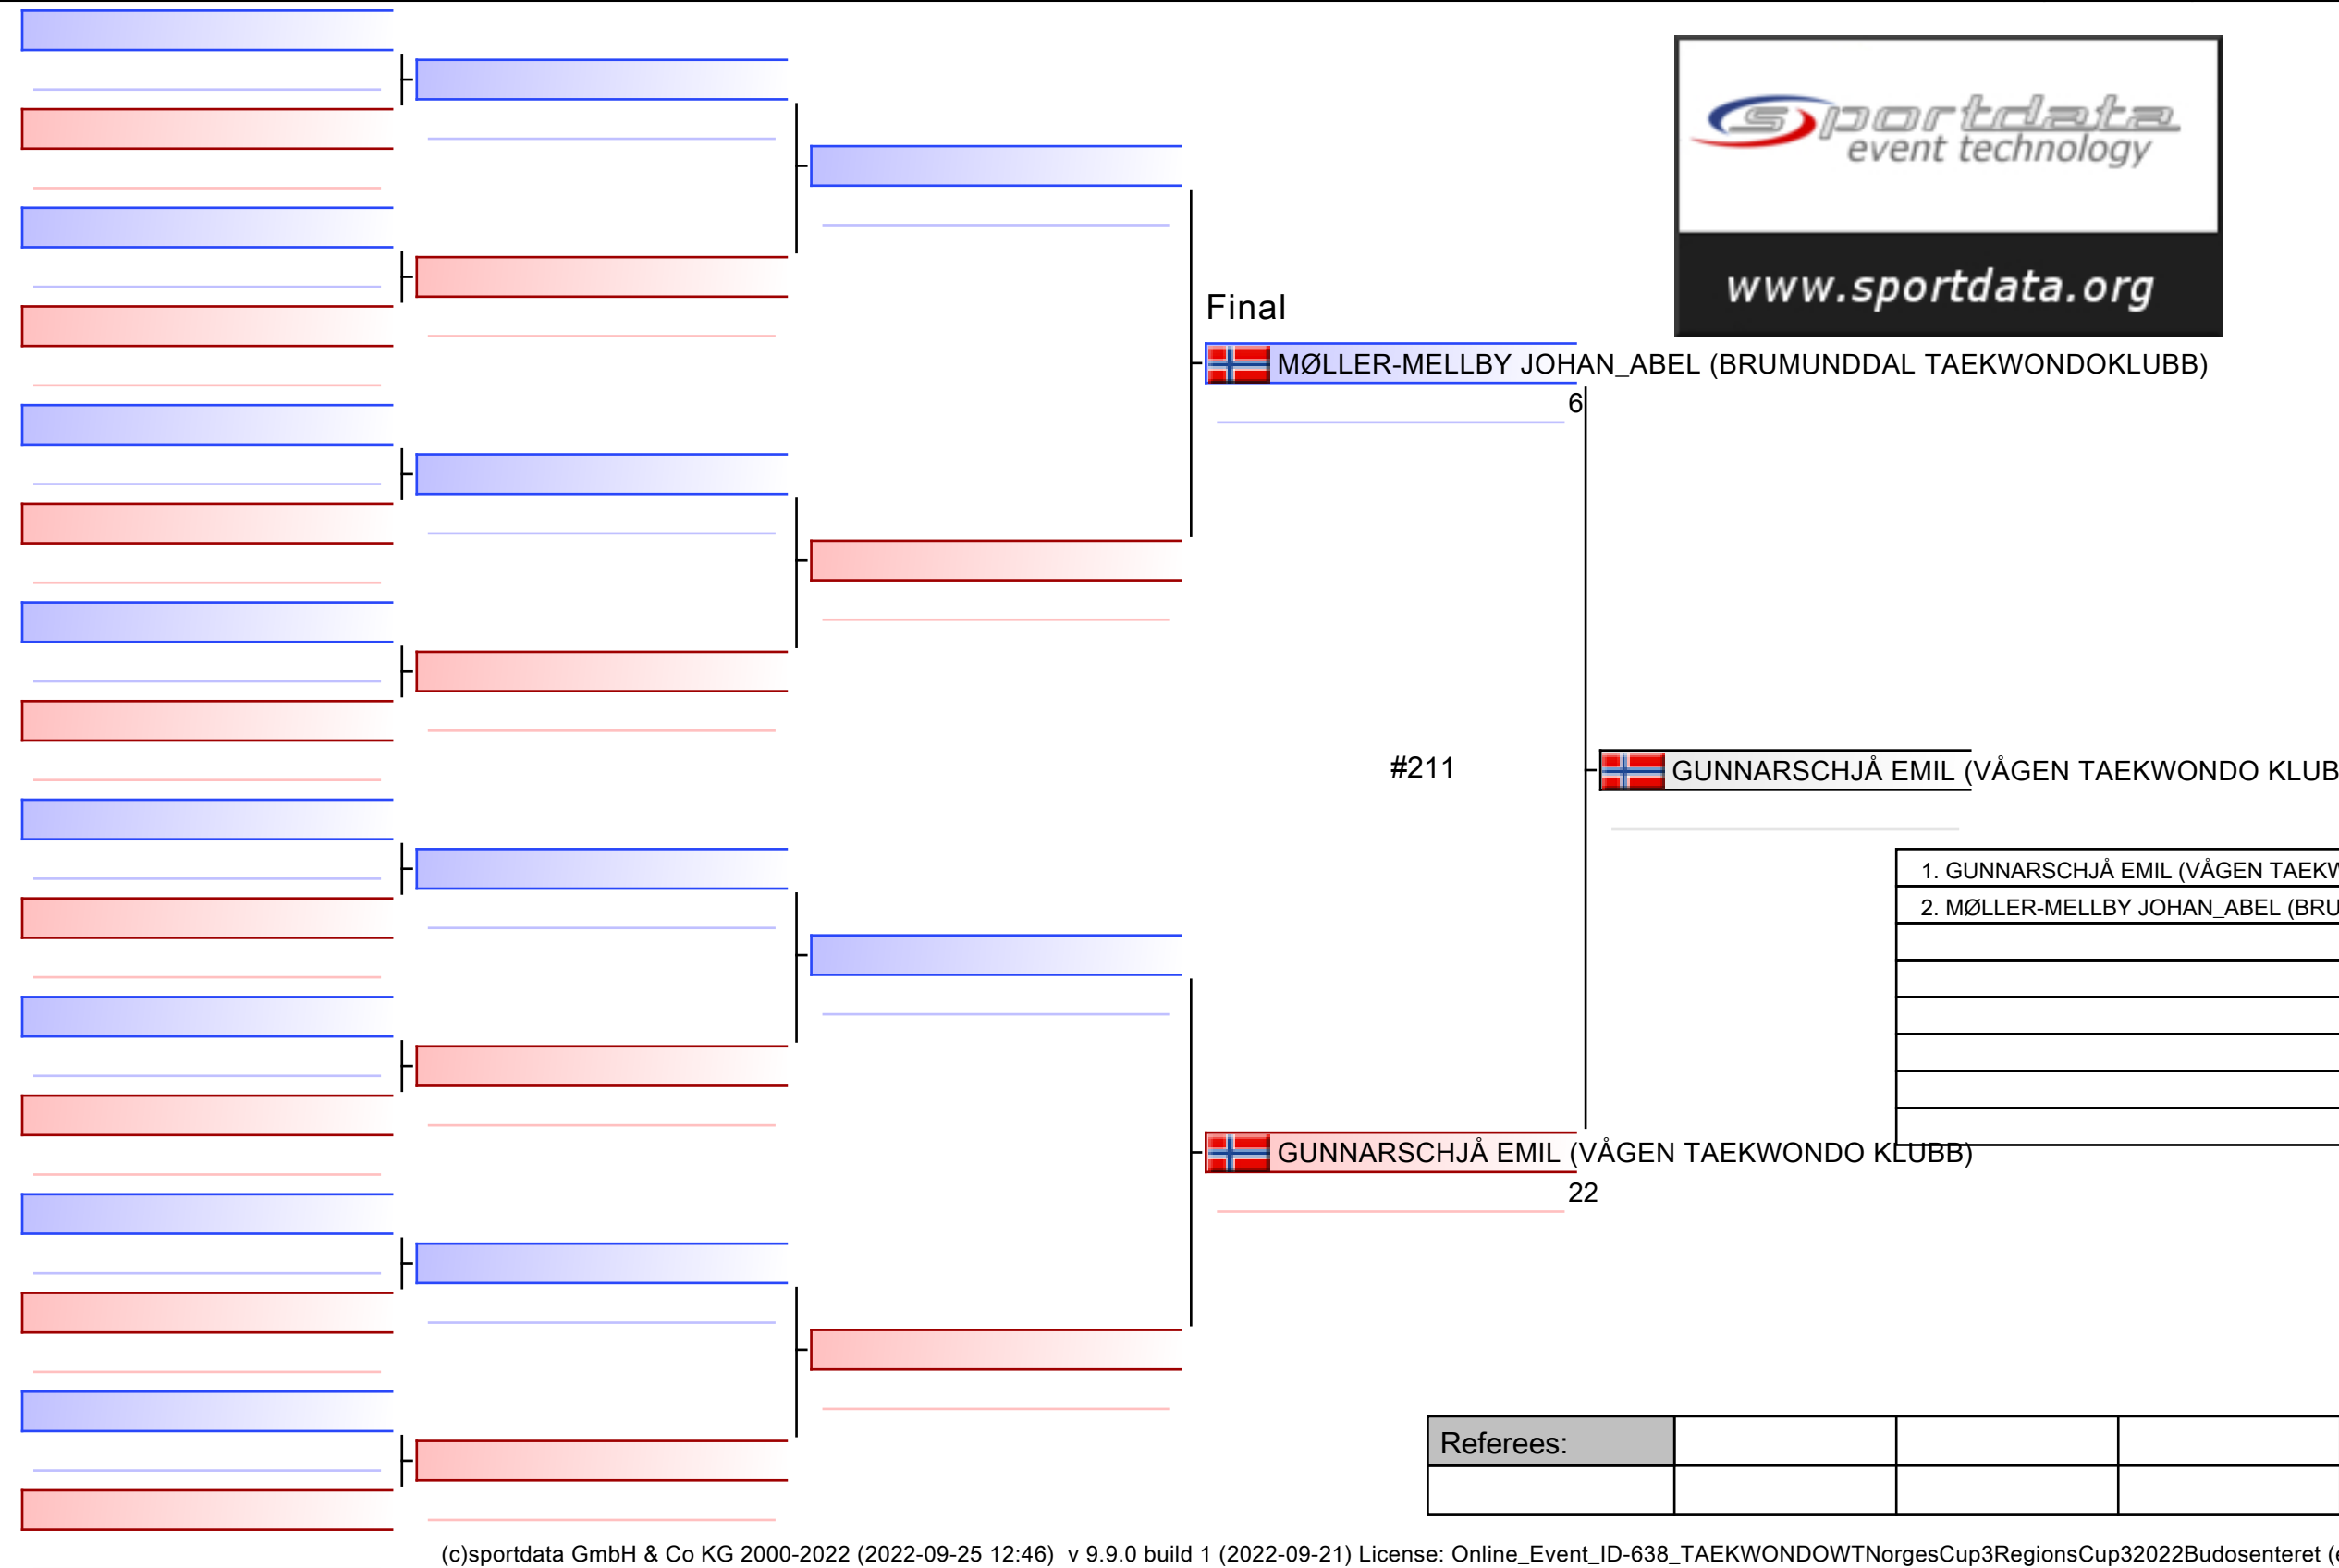 sportdata
event technology
www.sportdata.org
Final
MØLLER-MELLBY JOHAN_ABEL (BRUMUNDDAL TAEKWONDOKLUBB)
6
#211
GUNNARSCHJÅ EMIL (VÅGEN TAEKWONDO KLUB
1. GUNNARSCHJÅ EMIL (VÅGEN TAEKW
2. MØLLER-MELLBY JOHAN_ABEL (BRU
GUNNARSCHJÅ EMIL (VÅGEN TAEKWONDO KLUBB)
22
Referees:
(c)sportdata GmbH & Co KG 2000-2022 (2022-09-25 12:46) v 9.9.0 build 1 (2022-09-21) License: Online_Event_ID-638_TAEKWONDOWTNorgesCup3RegionsCup32022Budosenteret (